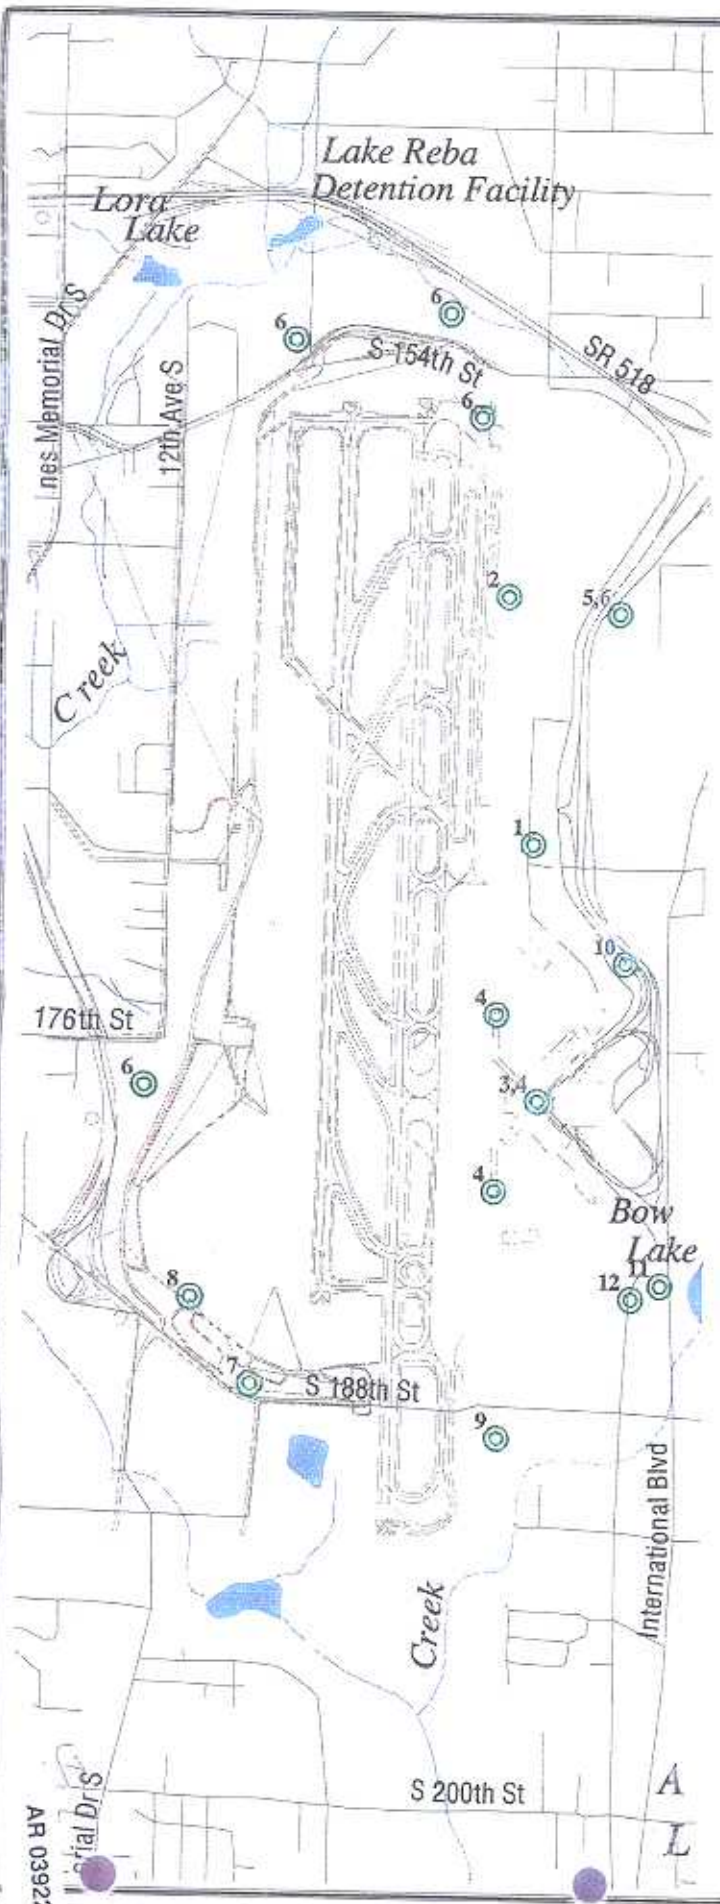 Lake Reba
Detention Facility
Lora
Lake
6
6
S 154th St
SR 518
6
nes Memorial Dr S
12th Ave S
2
5,6
Creek
1
10
176th St
4
6
3,4
4
Bow
Lake
11
12
8
7
S 188th St
9
International Blvd
Creek
S 200th St
A
L
orial Dr S
AR 0392